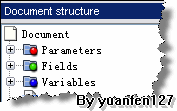 Document structure
Document
Parameters
Fields
Variables
By yuanfen127